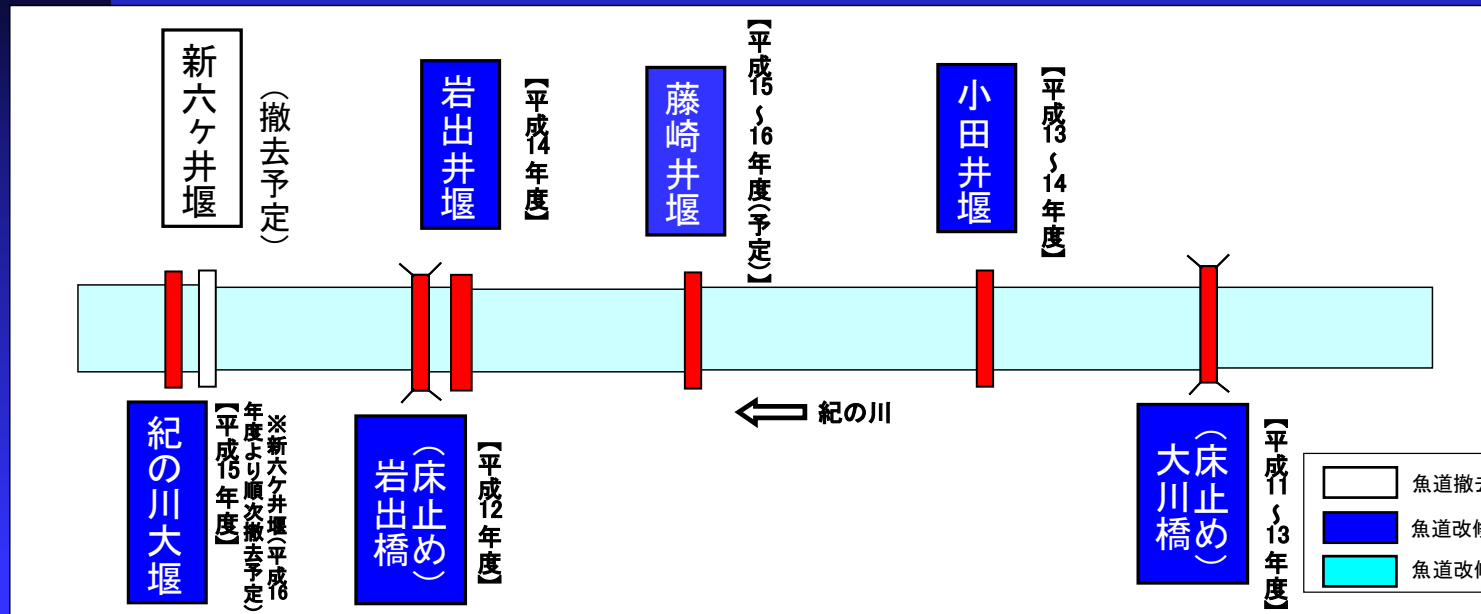 新六ヶ井堰
（撤去予定）
岩出井堰
【平成14年度】
藤崎井堰
【平成15～16年度（予定）】
小田井堰
【平成13～14年度】
紀の川
紀の川大堰
【平成15年度】
※新六ケ井堰（平成16
年度より順次撤去予定）
（床止め）
岩出橋
【平成12年度】
（床止め）
大川橋
【平成11～13年度】
魚道撤
魚道改修
魚道改修